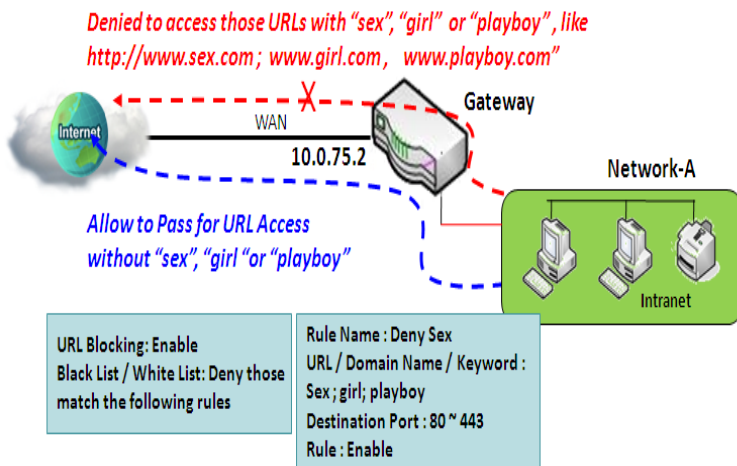 Denied to access those URLs with “sex”, “girl” or “playboy”, like
http://www.sex.com; www.girl.com, www.playboy.com”
Gateway
Internet
WAN
10.0.75.2
Network-A
Allow to Pass for URL Access
without “sex”, “girl “or “playboy”
Intranet
URL Blocking: Enable
Black List / White List: Deny those
match the following rules
Rule Name : Deny Sex
URL / Domain Name / Keyword :
Sex ; girl; playboy
Destination Port : 80 ~ 443
Rule : Enable